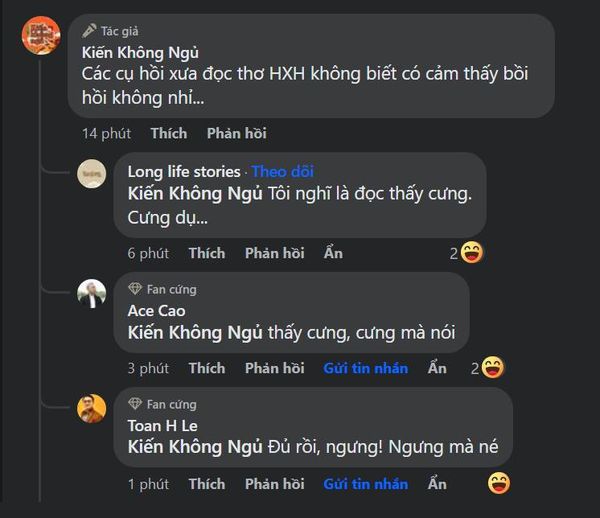 Tác giả
Kiến Không Ngủ
Các cụ hồi xưa đọc thơ HXH không biết có cảm thấy bồi
hồi không nhỉ...
14 phút Thích Phản hồi
Long life stories · Theo dõi
Kiến Không Ngủ Tôi nghĩ là đọc thấy cưng.
Cưng dụ...
6 phút Thích Phản hồi Ẩn 2
Fan cứng
Ace Cao
Kiến Không Ngủ thấy cưng, cưng mà nói
3 phút Thích Phản hồi Gửi tin nhắn Ẩn 2
Fan cứng
Toan H Le
Kiến Không Ngủ Đủ rồi, ngưng! Ngưng mà né
1 phút Thích Phản hồi Gửi tin nhắn Ẩn